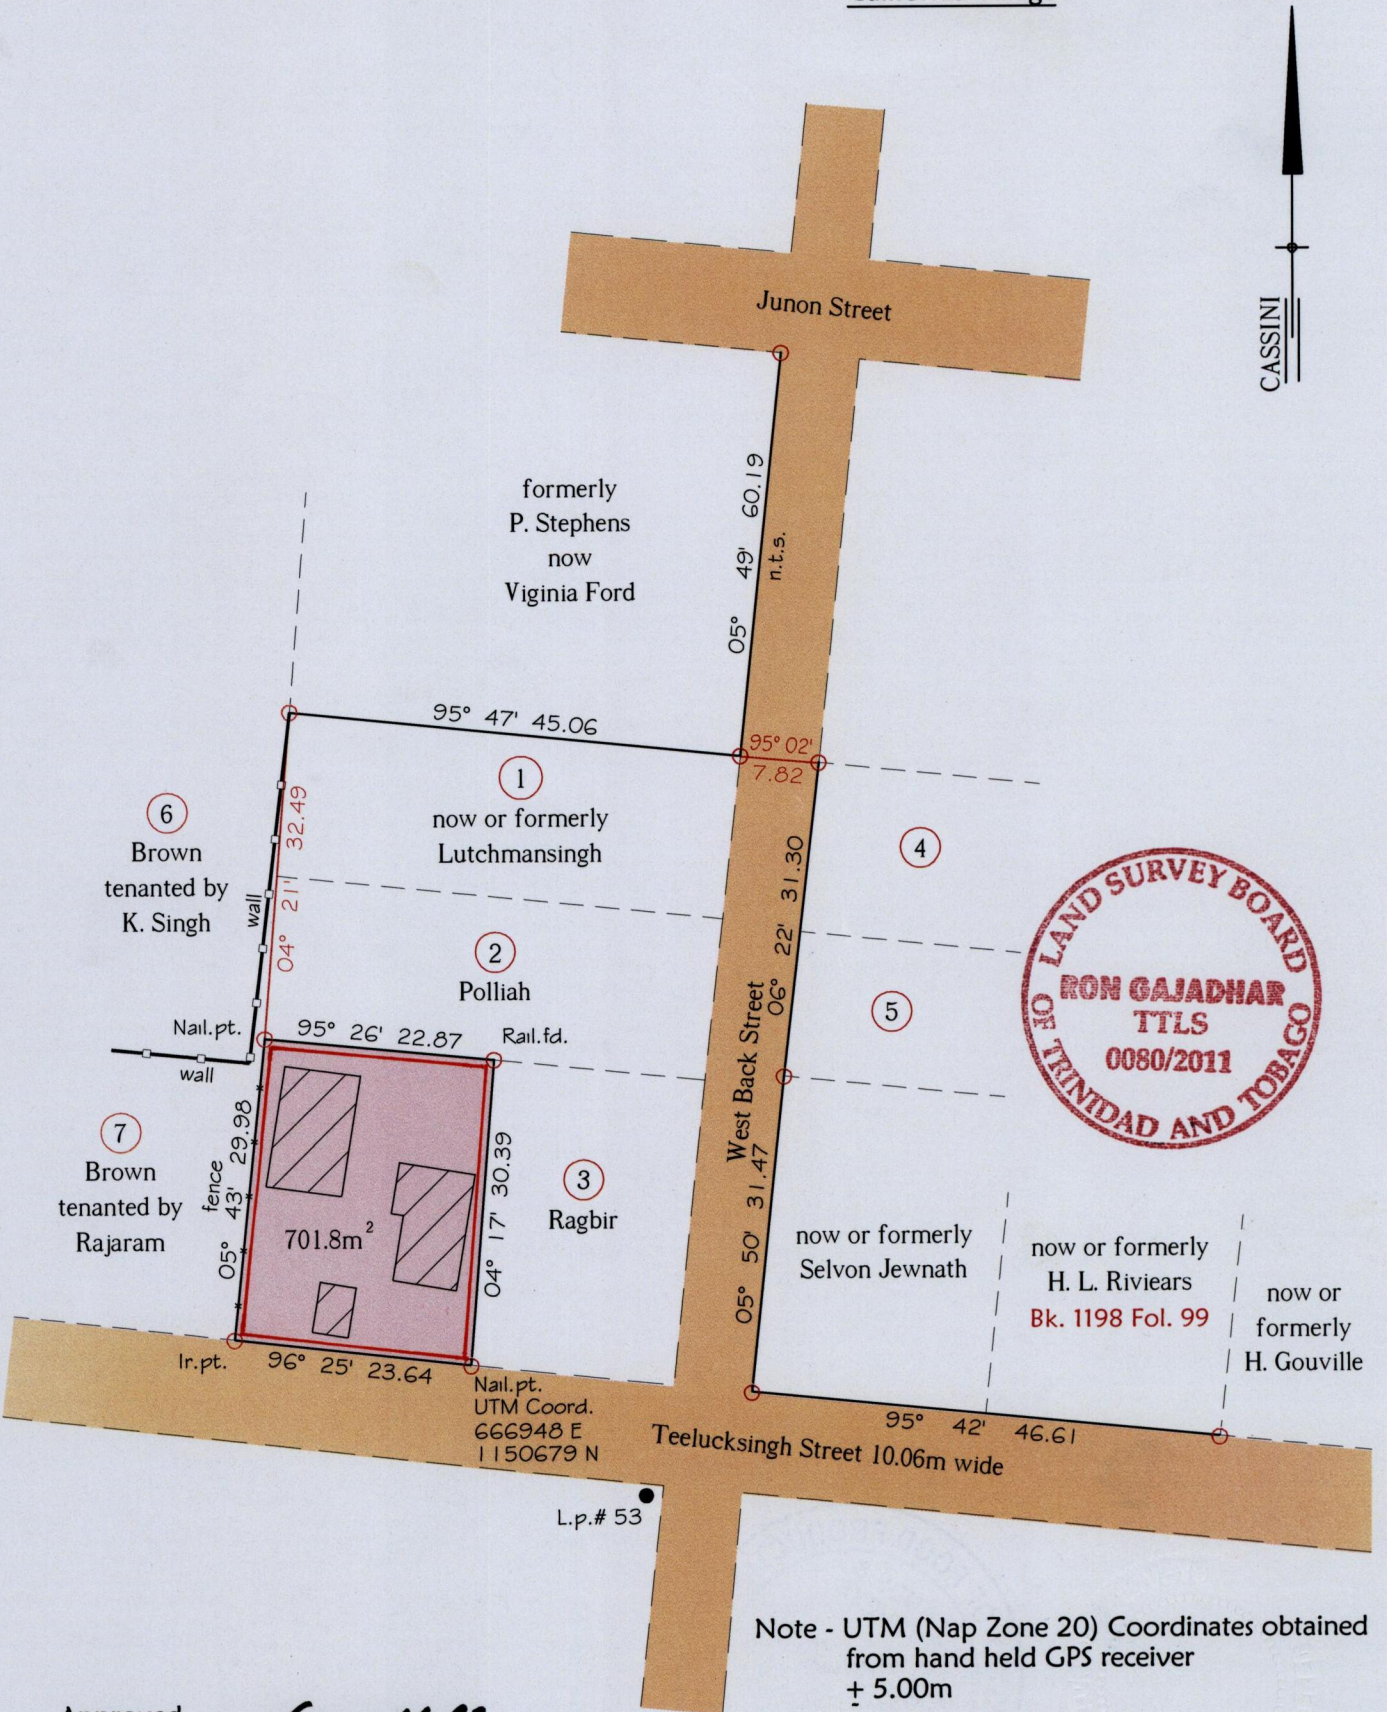 CASSINI
Junon Street
formerly
P. Stephens
now
Viginia Ford
05° 49' 60.19
n.t.s.
95° 47' 45.06
95° 02'
7.82
1
now or formerly
Lutchmansingh
6
Brown
tenanted by
K. Singh
wall
04° 21' 32.49
2
Polliah
4
06° 22' 31.30
5
LAND SURVEY BOARD
OF TRINIDAD AND TOBAGO
RON GAJADHAR
TTLS
0080/2011
Nail.pt.
95° 26' 22.87
Rail.fd.
wall
West Back Street
7
Brown
tenanted by
Rajaram
fence
05° 43' 29.98
701.8m²
04° 17' 30.39
3
Ragbir
05° 50' 31.47
now or formerly
Selvon Jewnath
now or formerly
H. L. Riviears
Bk. 1198 Fol. 99
now or
formerly
H. Gouville
Ir.pt.
96° 25' 23.64
Nail.pt.
UTM Coord.
666948 E
1150679 N
95° 42' 46.61
Teelucksingh Street 10.06m wide
L.p.# 53
Note - UTM (Nap Zone 20) Coordinates obtained
from hand held GPS receiver
± 5.00m
Approved